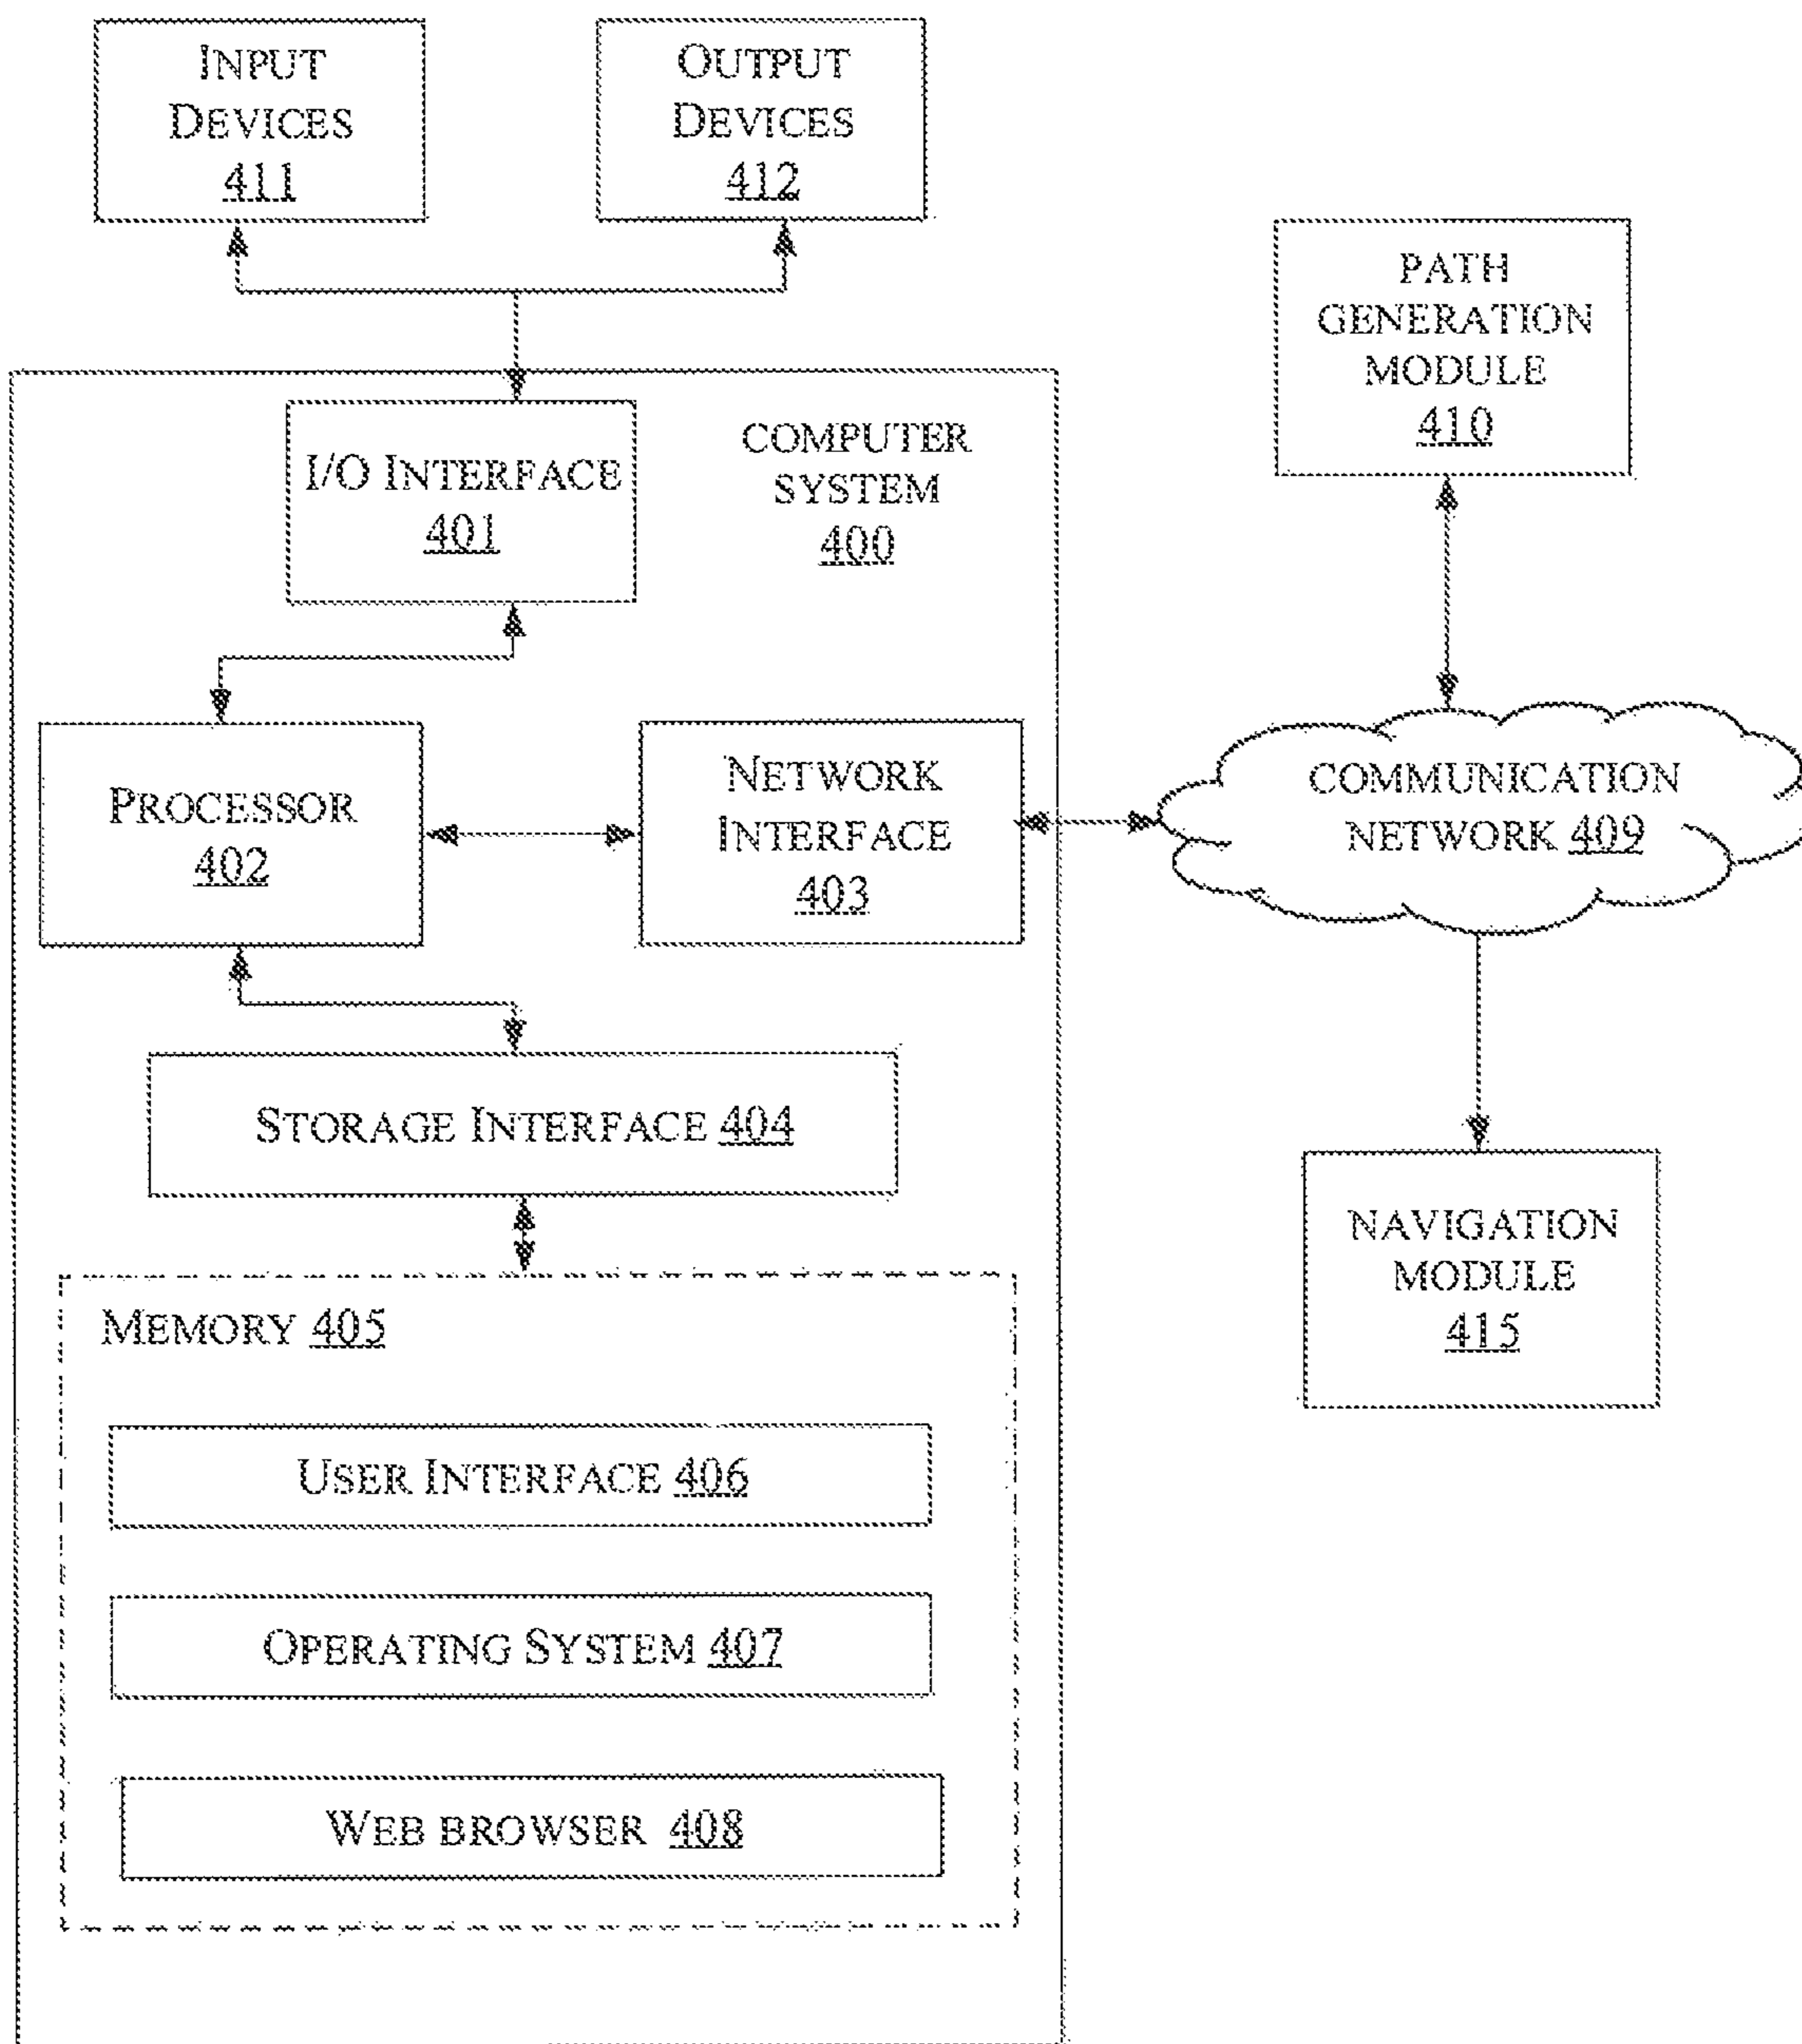 INPUT
DEVICES
411
OUTPUT
DEVICES
412
PATH
GENERATION
MODULE
410
I/O INTERFACE
401
COMPUTER
SYSTEM
400
PROCESSOR
402
NETWORK
INTERFACE
403
COMMUNICATION
NETWORK 409
STORAGE INTERFACE 404
NAVIGATION
MODULE
415
MEMORY 405
USER INTERFACE 406
OPERATING SYSTEM 407
WEB BROWSER 408